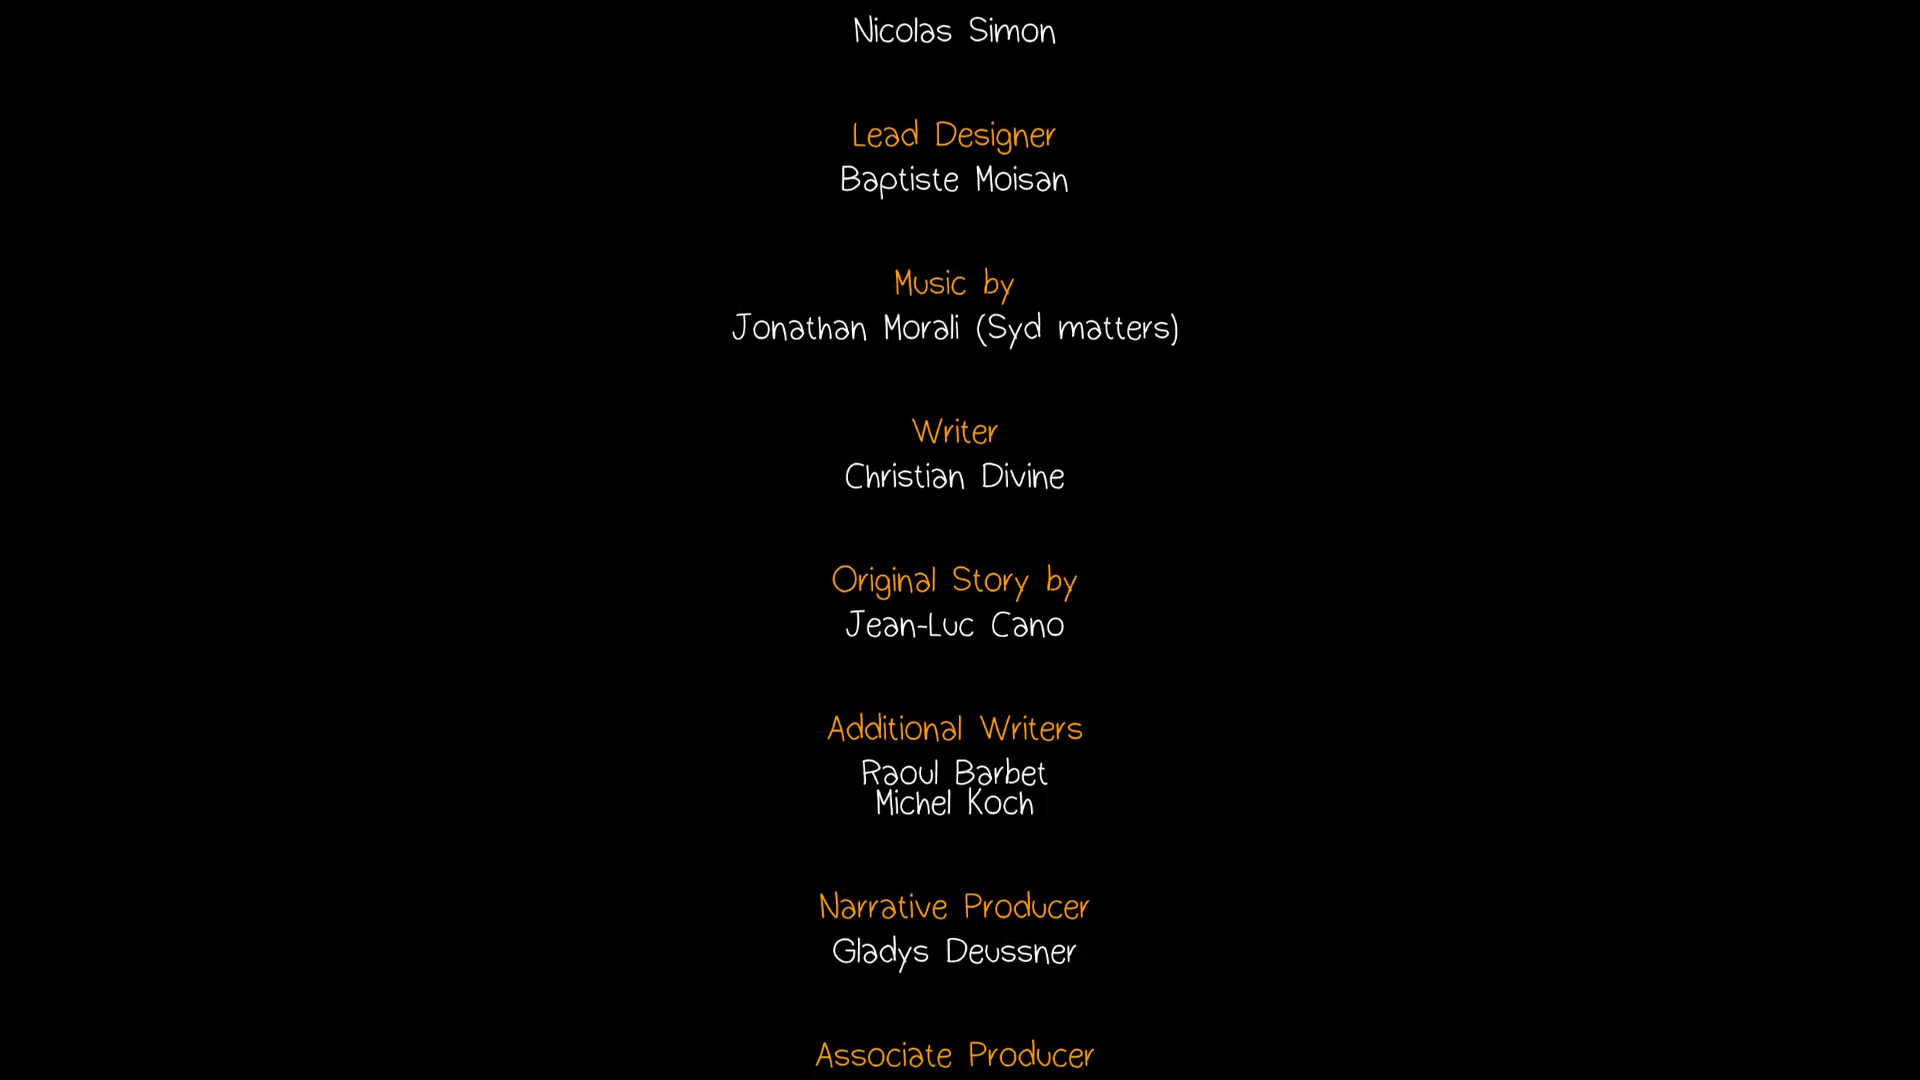 Nicolas Simon
Lead Designer
Baptiste Moisan
Music by
Jonathan Morali (Syd matters)
Writer
Christian Divine
Original Story by
Jean-Luc Cano
Additional Writers
Raoul Barbet
Michel Koch
Narrative Producer
Gladys Deussner
Associate Producer